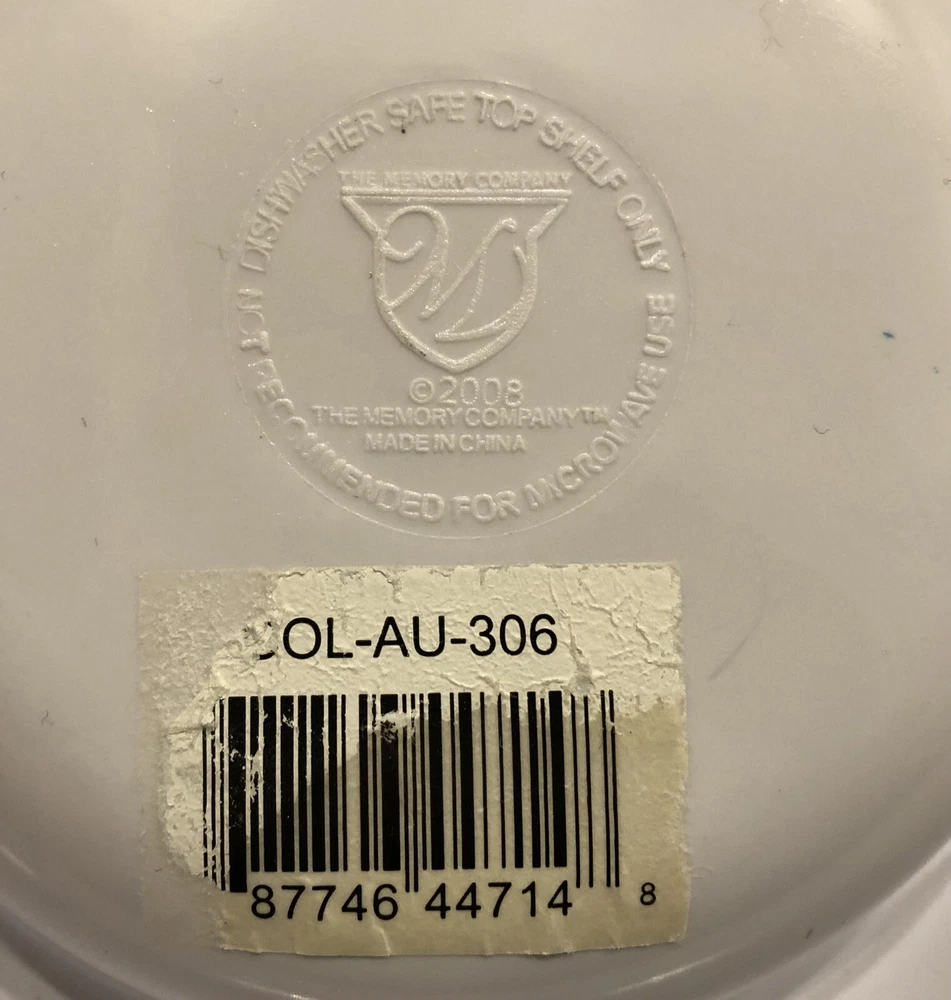 DISHWASHER SAFE TOP SHELF ONLY
THE MEMORY COMPANY
M
©2008
THE MEMORY COMPANY™
MADE IN CHINA
NOT RECOMMENDED FOR MICROWAVE USE
OL-AU-306
87746 44714 8